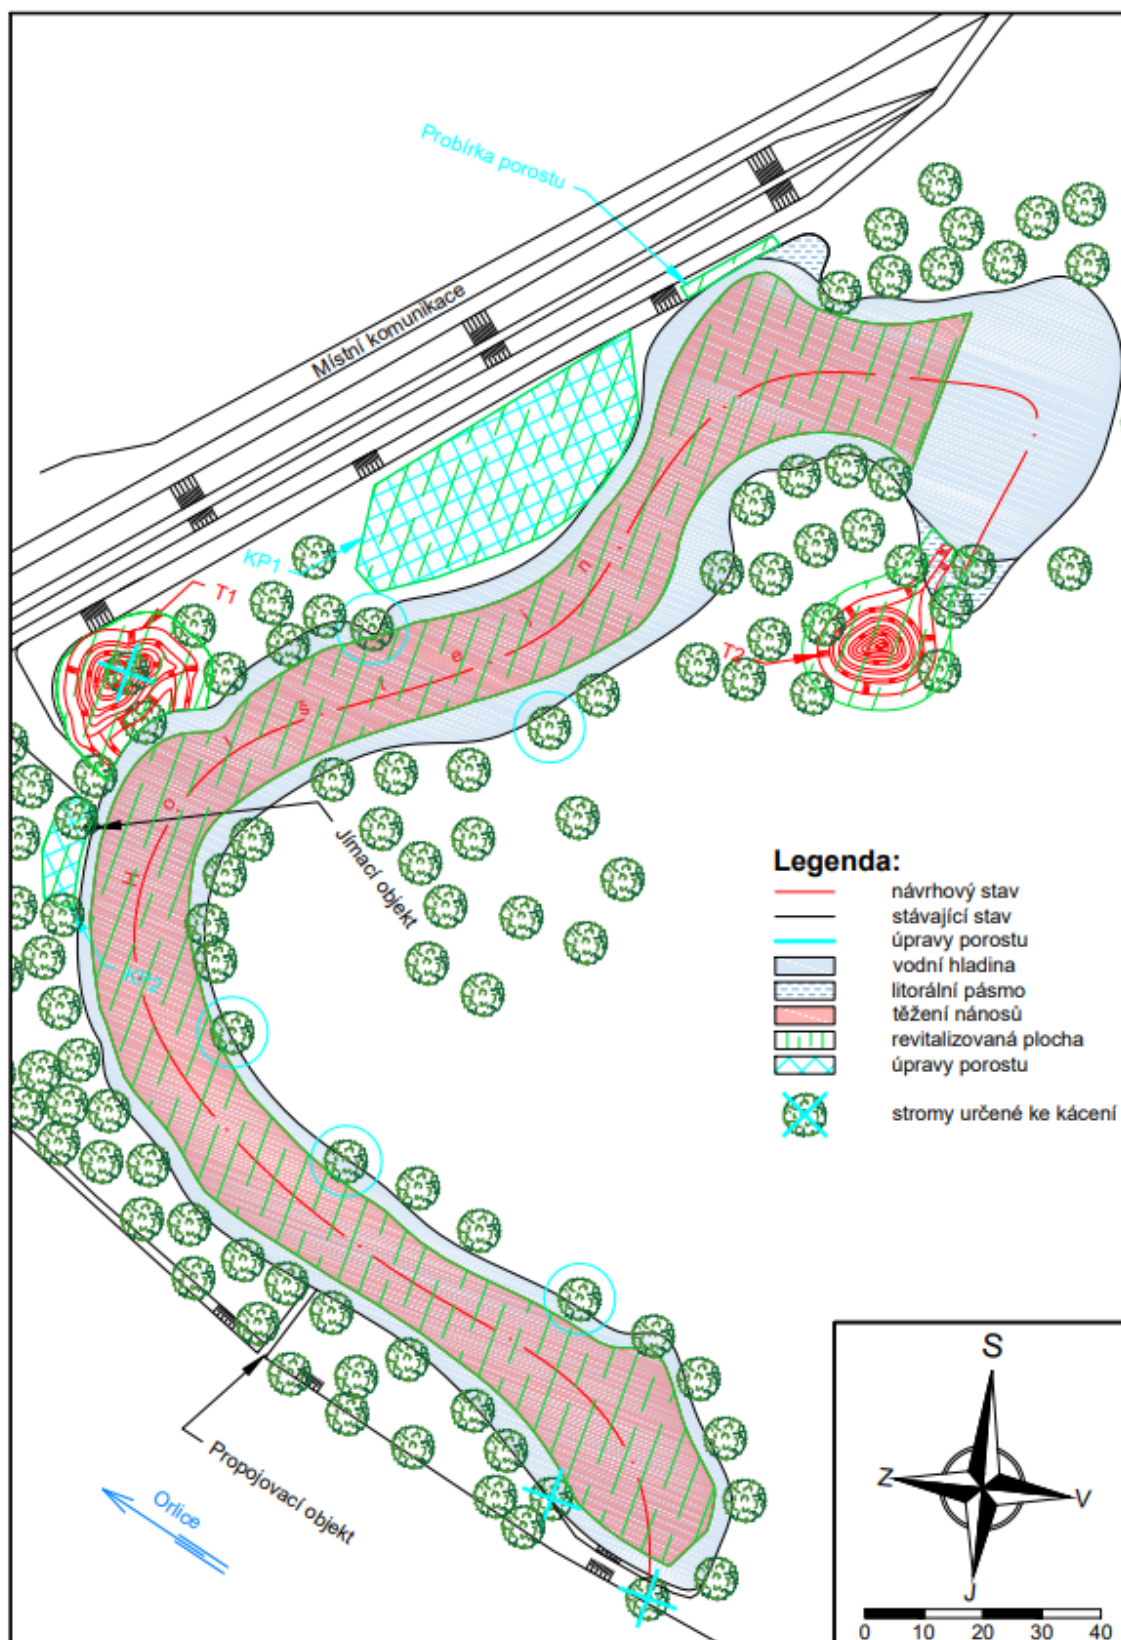 Probírka porostu
Místní komunikace
KP1
T1
T2
Holštejn
Jímací objekt
KP2
Propojovací objekt
Orlice
Legenda:
návrhový stav
stávající stav
úpravy porostu
vodní hladina
litorální pásmo
těžení nánosů
revitalizovaná plocha
úpravy porostu
stromy určené ke kácení
S
Z
V
J
0 10 20 30 40